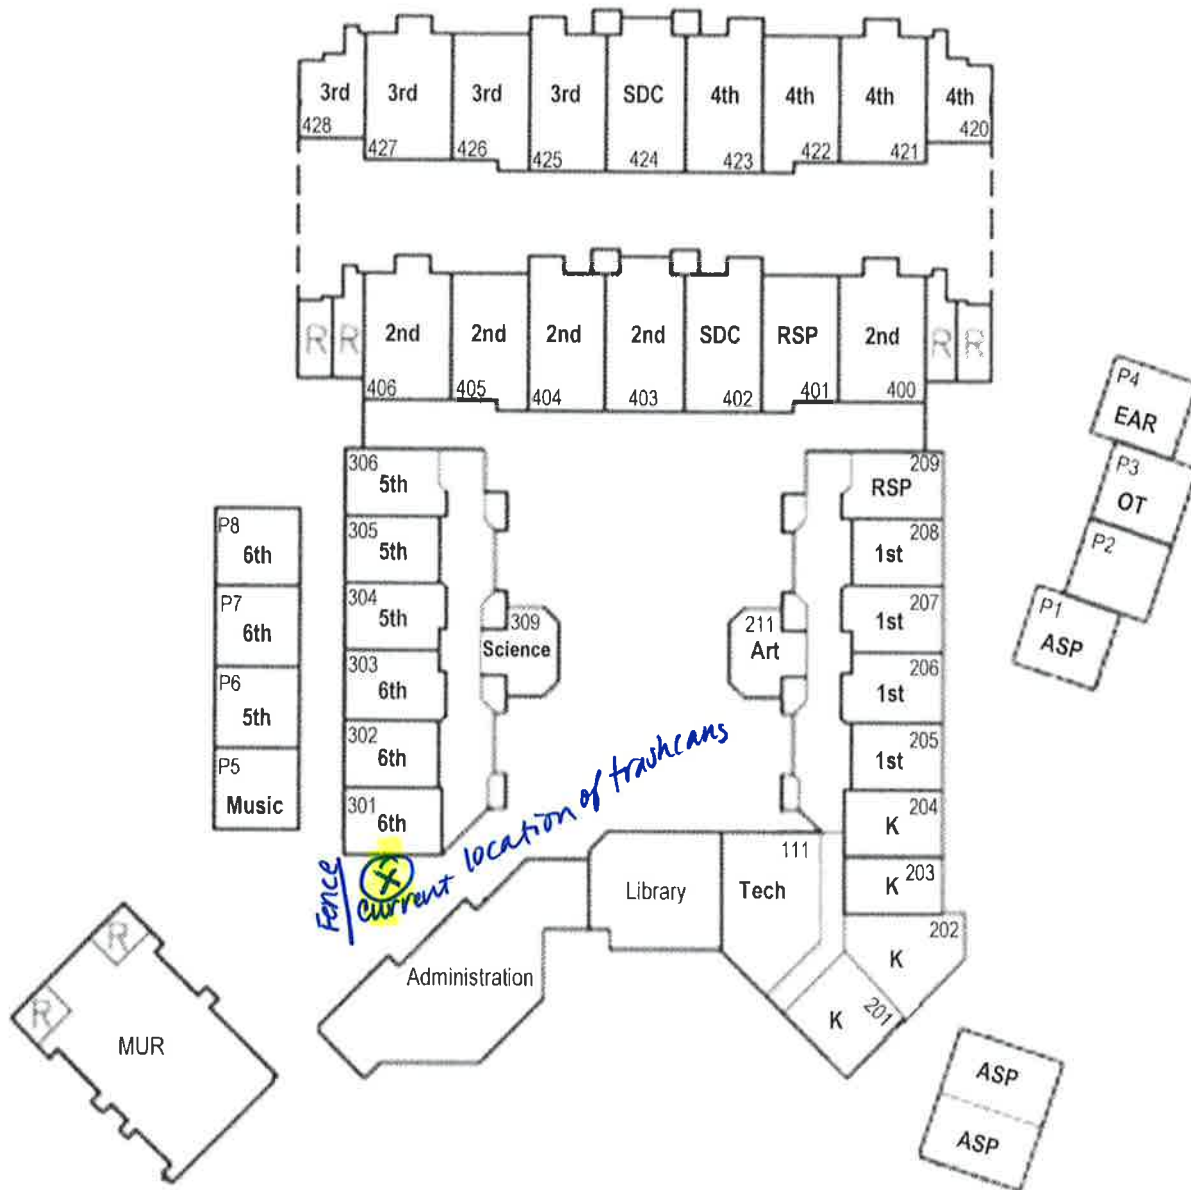 3rd 3rd 3rd 3rd SDC 4th 4th 4th 4th
428 427 426 425 424 423 422 421 420
R R 2nd 2nd 2nd 2nd SDC RSP 2nd R R
406 405 404 403 402 401 400
P4
EAR
P3
OT
P2
P1
ASP
306
5th
305
5th
304
5th
303
6th
302
6th
301
6th
P8
6th
P7
6th
P6
5th
P5
Music
309
Science
211
Art
209
RSP
208
1st
207
1st
206
1st
205
1st
204
K
203
K
202
K
201
K
Fence
X
current location of trashcans
Library
111
Tech
Administration
R
R
MUR
ASP
ASP